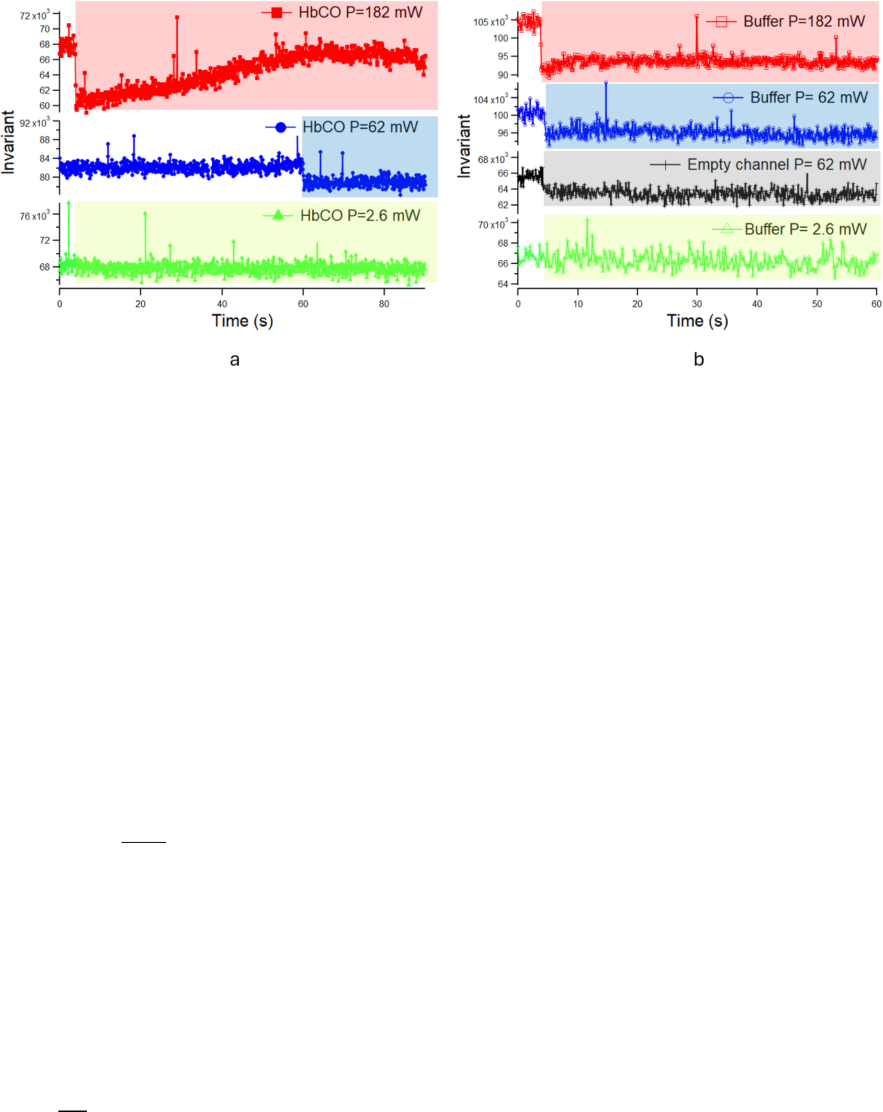 72 x10³
70
68
66
64
62
60
HbCO P=182 mW
92 x10³
84
80
HbCO P=62 mW
76 x10³
72
68
HbCO P=2.6 mW
Invariant
0
20
40
60
80
Time (s)
a
105 x10³
100
95
90
Buffer P=182 mW
104 x10³
100
96
Buffer P= 62 mW
68 x10³
66
64
62
Empty channel P= 62 mW
70 x10³
68
66
64
Buffer P= 2.6 mW
Invariant
0
10
20
30
40
50
60
Time (s)
b